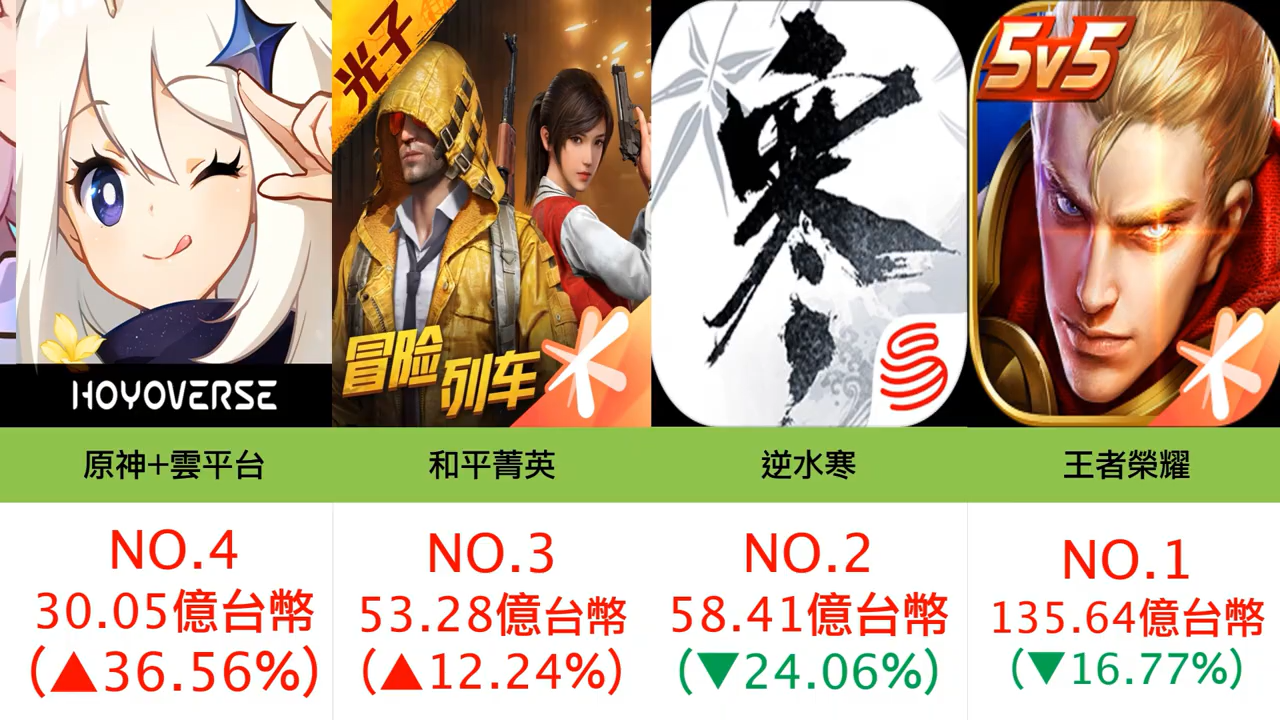 HOYOVERSE
光子
冒险
列车
寒
5v5
原神+雲平台
和平菁英
逆水寒
王者榮耀
NO.4
30.05億台幣
(▲36.56%)
NO.3
53.28億台幣
(▲12.24%)
NO.2
58.41億台幣
(▼24.06%)
NO.1
135.64億台幣
(▼16.77%)